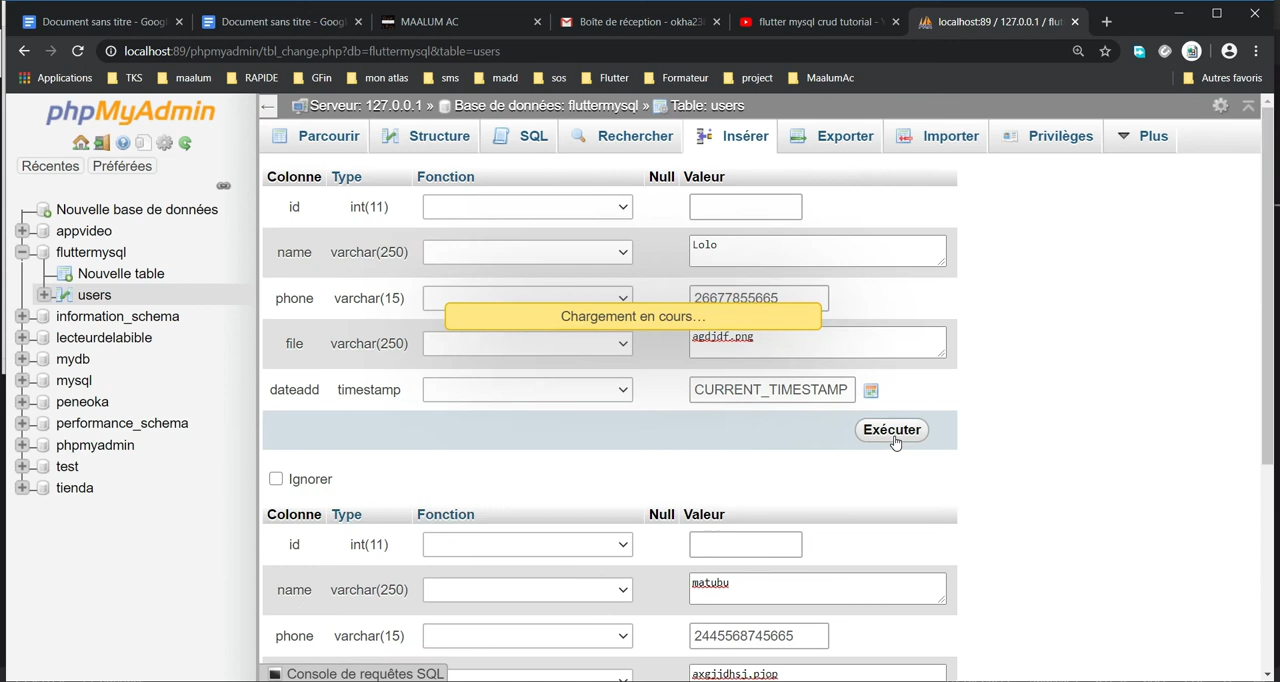 Document sans titre - Googl
Document sans titre - Googl
MAALUM AC
Boîte de réception - okha23
flutter mysql crud tutorial - Y
localhost:89 / 127.0.0.1 / flut
localhost:89/phpmyadmin/tbl_change.php?db=fluttermysql&table=users
Applications TKS maalum RAPIDE GFin mon atlas sms madd sos Flutter Formateur project MaalumAc Autres favoris
phpMyAdmin
Récentes Préférées
Nouvelle base de données
appvideo
fluttermysql
Nouvelle table
users
information_schema
lecteurdelabible
mydb
mysql
peneoka
performance_schema
phpmyadmin
test
tienda
Serveur: 127.0.0.1 » Base de données: fluttermysql » Table: users
Parcourir Structure SQL Rechercher Insérer Exporter Importer Privilèges Plus
Colonne Type Fonction Null Valeur
id int(11)
name varchar(250) Lolo
phone varchar(15) 26677855665
Chargement en cours…
file varchar(250) agdjdf.png
dateadd timestamp CURRENT_TIMESTAMP
Exécuter
Ignorer
Colonne Type Fonction Null Valeur
id int(11)
name varchar(250) matubu
phone varchar(15) 2445568745665
axgjidhsj.pjop
Console de requêtes SQL